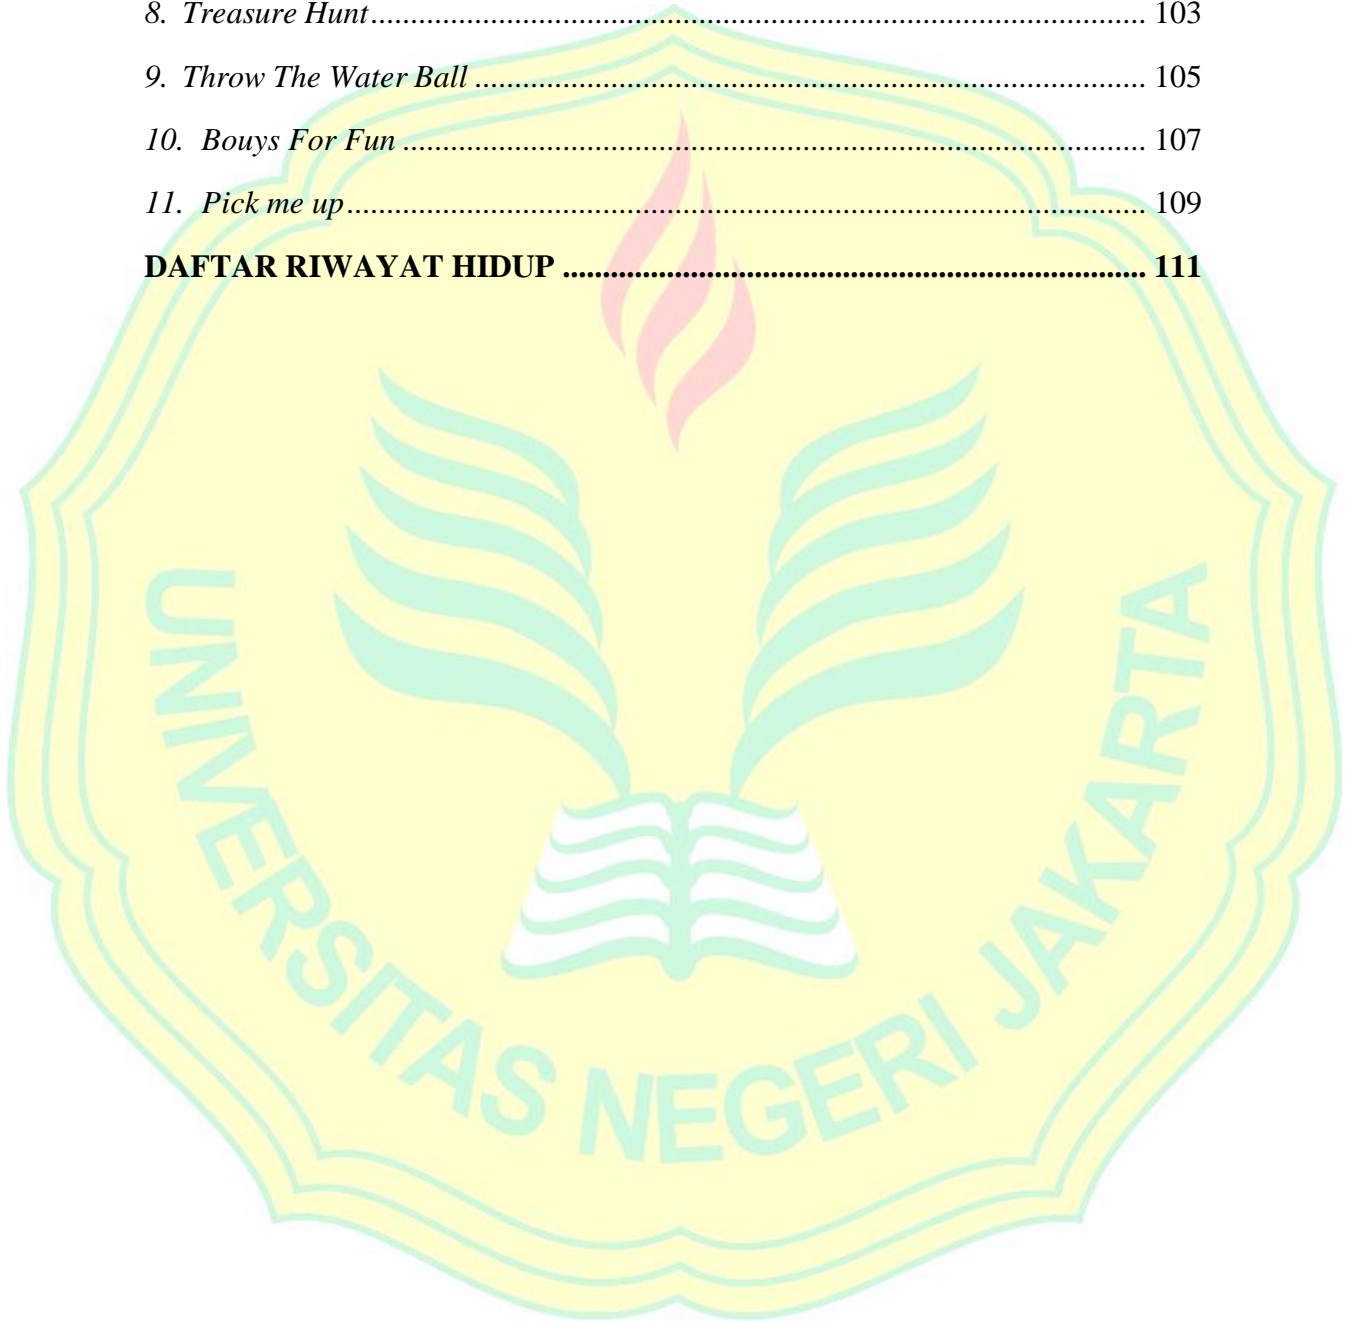 8. Treasure Hunt.................................................................................................. 103
9. Throw The Water Ball ..................................................................................... 105
10. Bouys For Fun .............................................................................................. 107
11. Pick me up..................................................................................................... 109
DAFTAR RIWAYAT HIDUP ......................................................................... 111
UNIVERSITAS NEGERI JAKARTA